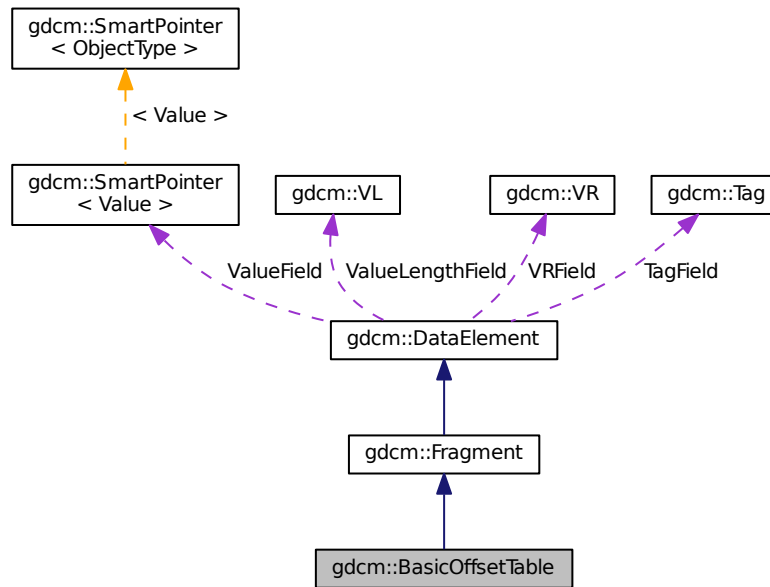 gdcm::SmartPointer
< ObjectType >
< Value >
gdcm::SmartPointer
< Value >
gdcm::VL
gdcm::VR
gdcm::Tag
ValueField
ValueLengthField
VRField
TagField
gdcm::DataElement
gdcm::Fragment
gdcm::BasicOffsetTable